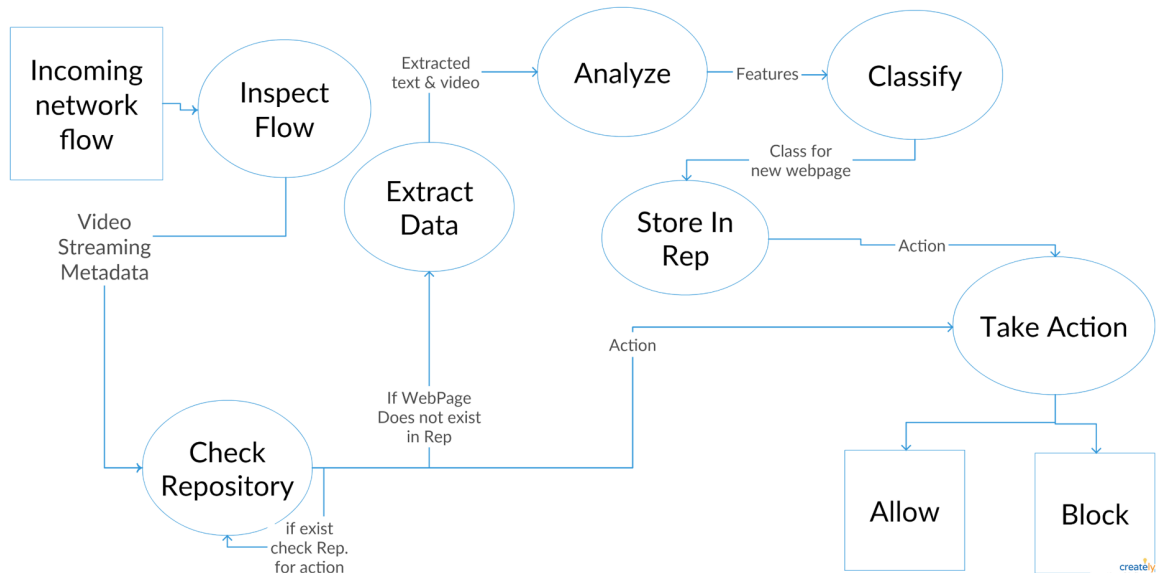 Incoming
network
flow
Inspect
Flow
Video
Streaming
Metadata
Check
Repository
if exist
check Rep.
for action
If WebPage
Does not exist
in Rep
Extract
Data
Extracted
text & video
Analyze
Features
Classify
Class for
new webpage
Store In
Rep
Action
Action
Take Action
Allow
Block
creately